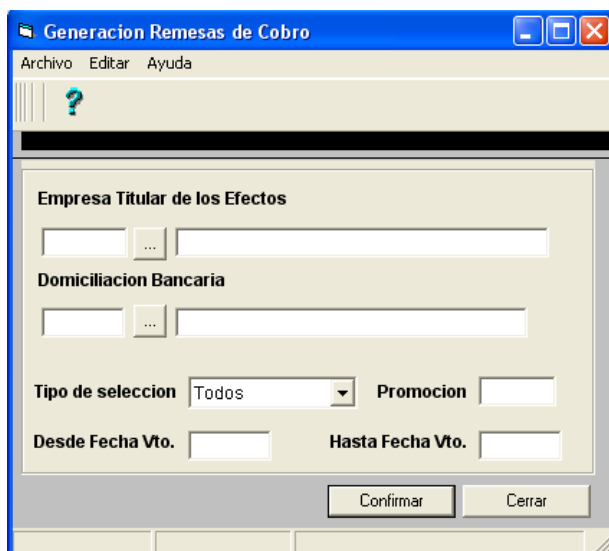 Generacion Remesas de Cobro
Archivo Editar Ayuda
?
Empresa Titular de los Efectos
...
Domiciliacion Bancaria
...
Tipo de seleccion Todos Promocion
Desde Fecha Vto. Hasta Fecha Vto.
Confirmar Cerrar